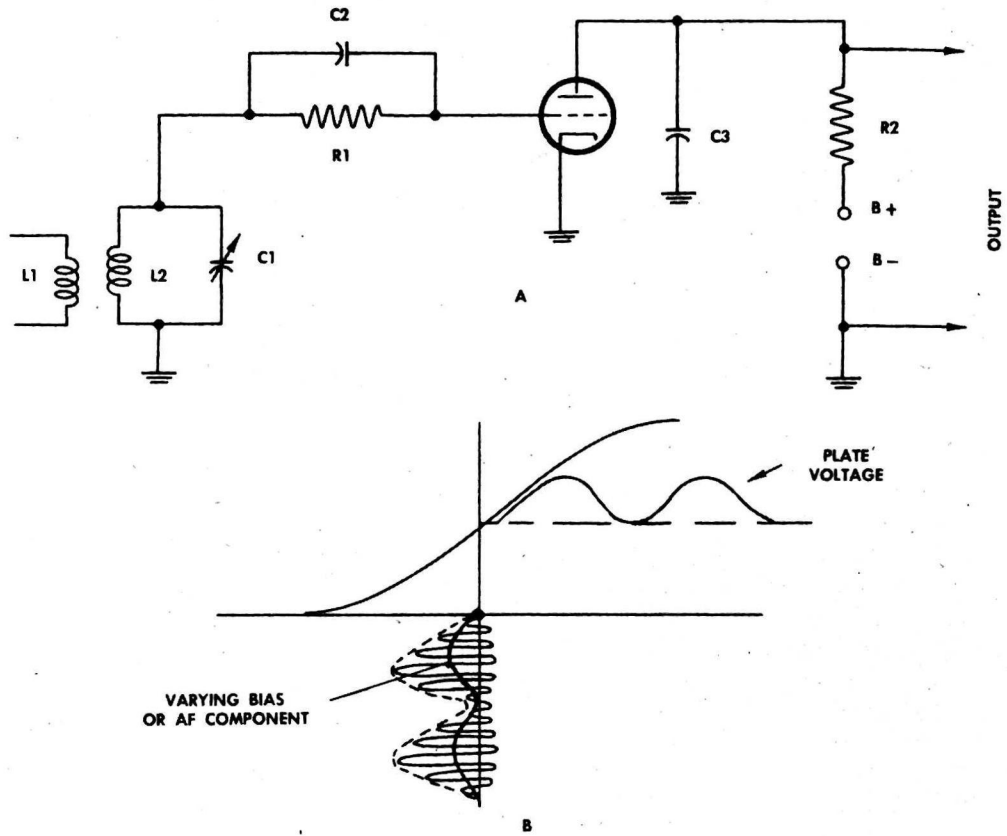 C2
R1
L1
L2
C1
C3
R2
B +
B −
OUTPUT
A
PLATE
VOLTAGE
VARYING BIAS
OR AF COMPONENT
B